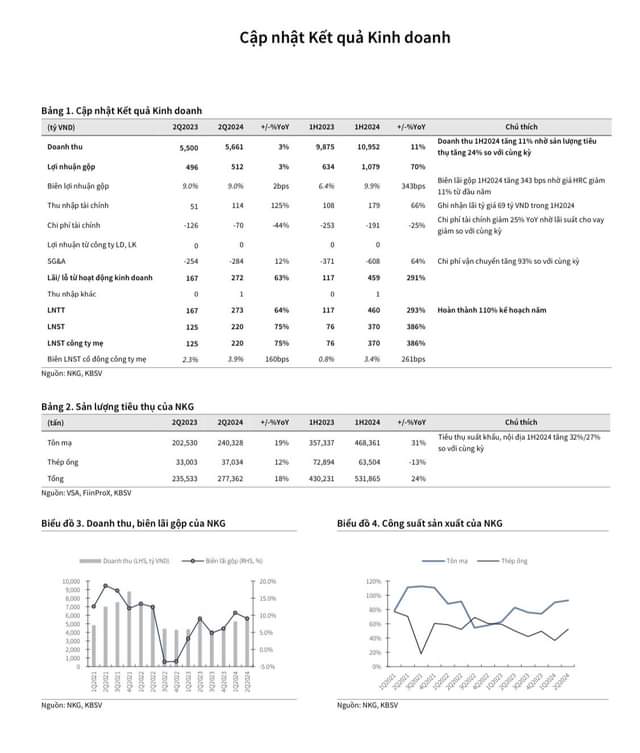 Cập nhật Kết quả Kinh doanh
Bảng 1. Cập nhật Kết quả Kinh doanh
(tỷ VND) 2Q2023 2Q2024 +/-%YoY 1H2023 1H2024 +/-%YoY Chú thích
Doanh thu 5,500 5,661 3% 9,875 10,952 11% Doanh thu 1H2024 tăng 11% nhờ sản lượng tiêu
thụ tăng 24% so với cùng kỳ
Lợi nhuận gộp 496 512 3% 634 1,079 70%
Biên lợi nhuận gộp 9.0% 9.0% 2bps 6.4% 9.9% 343bps Biên lãi gộp 1H2024 tăng 343 bps nhờ giá HRC giảm
11% từ đầu năm
Thu nhập tài chính 51 114 125% 108 179 66% Ghi nhận lãi tỷ giá 69 tỷ VND trong 1H2024
Chi phí tài chính -126 -70 -44% -253 -191 -25% Chi phí tài chính giảm 25% YoY nhờ lãi suất cho vay
giảm so với cùng kỳ
Lợi nhuận từ công ty LD, LK 0 0 0 0
SG&A -254 -284 12% -371 -608 64% Chi phí vận chuyển tăng 93% so với cùng kỳ
Lãi/ lỗ từ hoạt động kinh doanh 167 272 63% 117 459 291%
Thu nhập khác 0 1 0 1
LNTT 167 273 64% 117 460 293% Hoàn thành 110% kế hoạch năm
LNST 125 220 75% 76 370 386%
LNST công ty mẹ 125 220 75% 76 370 386%
Biên LNST cổ đông công ty mẹ 2.3% 3.9% 160bps 0.8% 3.4% 261bps
Nguồn: NKG, KBSV
Bảng 2. Sản lượng tiêu thụ của NKG
(tấn) 2Q2023 2Q2024 +/-%YoY 1H2023 1H2024 +/-%YoY Chú thích
Tôn mạ 202,530 240,328 19% 357,337 468,361 31% Tiêu thụ xuất khẩu, nội địa 1H2024 tăng 32%/27%
so với cùng kỳ
Thép ống 33,003 37,034 12% 72,894 63,504 -13%
Tổng 235,533 277,362 18% 430,231 531,865 24%
Nguồn: VSA, FiinProX, KBSV
Biểu đồ 3. Doanh thu, biên lãi gộp của NKG
Doanh thu (LHS, tỷ VND) Biên lãi gộp (RHS, %)
10,000 20.0%
9,000
8,000 15.0%
7,000
6,000 10.0%
5,000
4,000 5.0%
3,000
2,000 0.0%
1,000
0 -5.0%
1Q2021 2Q2021 3Q2021 4Q2021 1Q2022 2Q2022 3Q2022 4Q2022 1Q2023 2Q2023 3Q2023 4Q2023 1Q2024 2Q2024
Nguồn: NKG, KBSV
Biểu đồ 4. Công suất sản xuất của NKG
Tôn mạ Thép ống
120%
100%
80%
60%
40%
20%
0%
1Q2021 2Q2021 3Q2021 4Q2021 1Q2022 2Q2022 3Q2022 4Q2022 1Q2023 2Q2023 3Q2023 4Q2023 1Q2024 2Q2024
Nguồn: NKG, KBSV